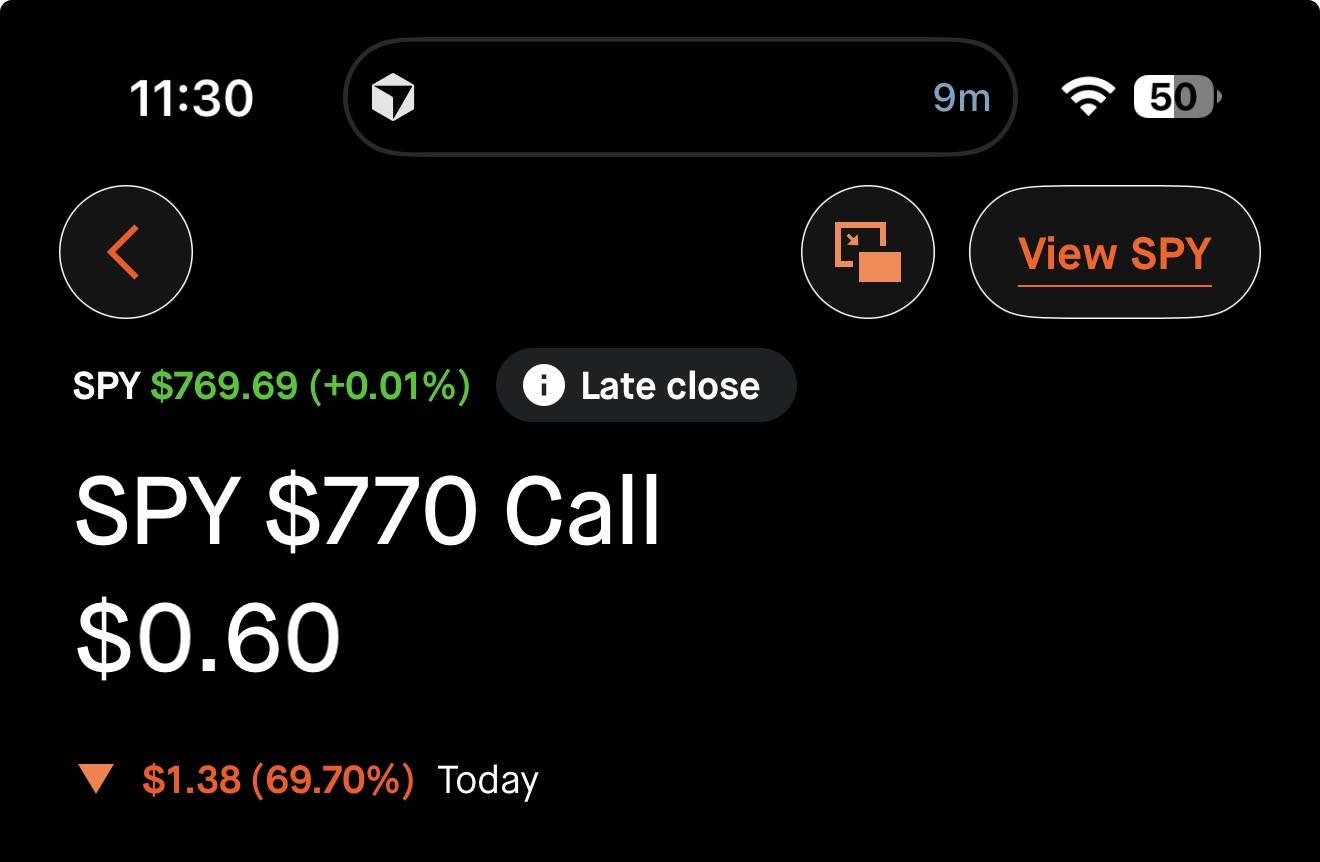 11:30 9m 50
View SPY
SPY $769.69 (+0.01%) Late close
SPY $770 Call
$0.60
▼ $1.38 (69.70%) Today